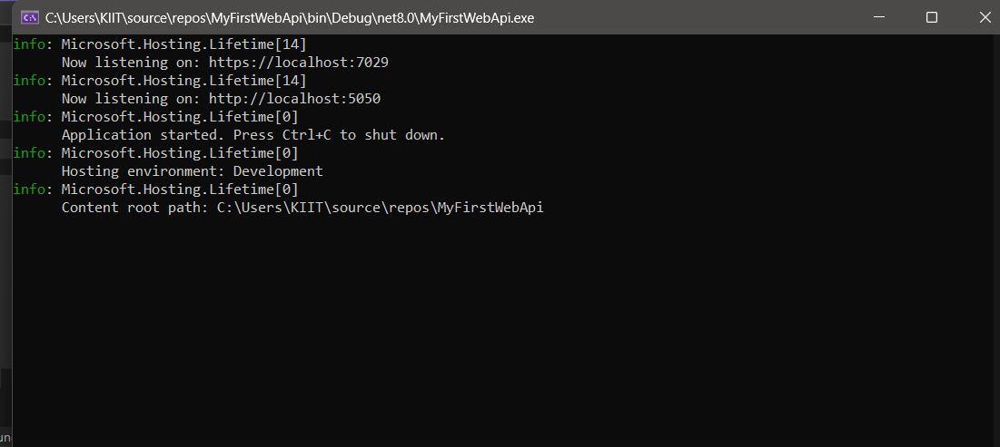 C:\Users\KIIT\source\repos\MyFirstWebApi\bin\Debug\net8.0\MyFirstWebApi.exe
info: Microsoft.Hosting.Lifetime[14]
Now listening on: https://localhost:7029
info: Microsoft.Hosting.Lifetime[14]
Now listening on: http://localhost:5050
info: Microsoft.Hosting.Lifetime[0]
Application started. Press Ctrl+C to shut down.
info: Microsoft.Hosting.Lifetime[0]
Hosting environment: Development
info: Microsoft.Hosting.Lifetime[0]
Content root path: C:\Users\KIIT\source\repos\MyFirstWebApi